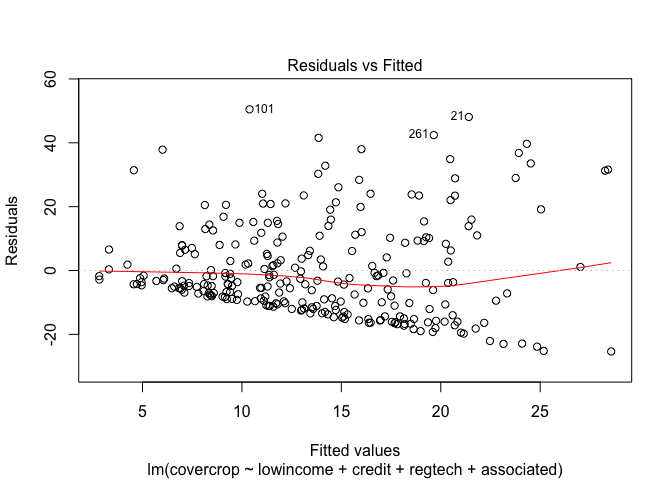 Residuals vs Fitted
60
40
20
0
-20
Residuals
101
21
261
5 10 15 20 25
Fitted values
lm(covercrop ~ lowincome + credit + regtech + associated)